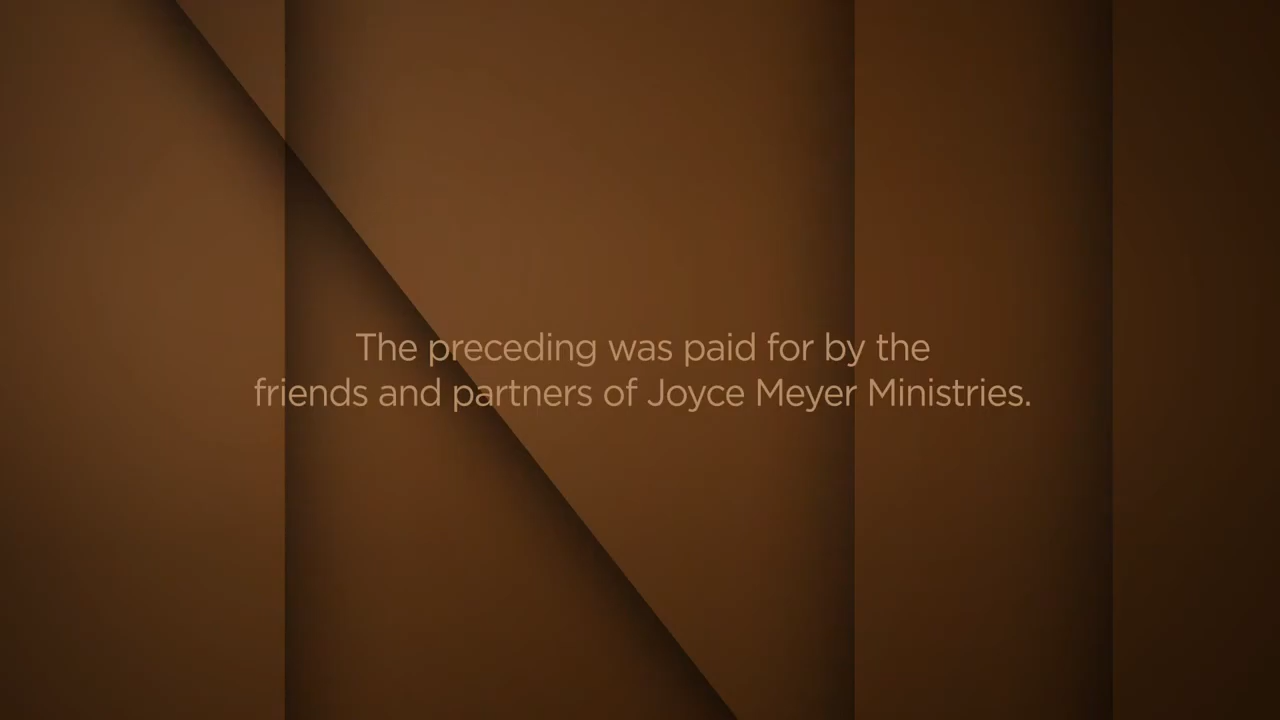 The preceding was paid for by the
friends and partners of Joyce Meyer Ministries.